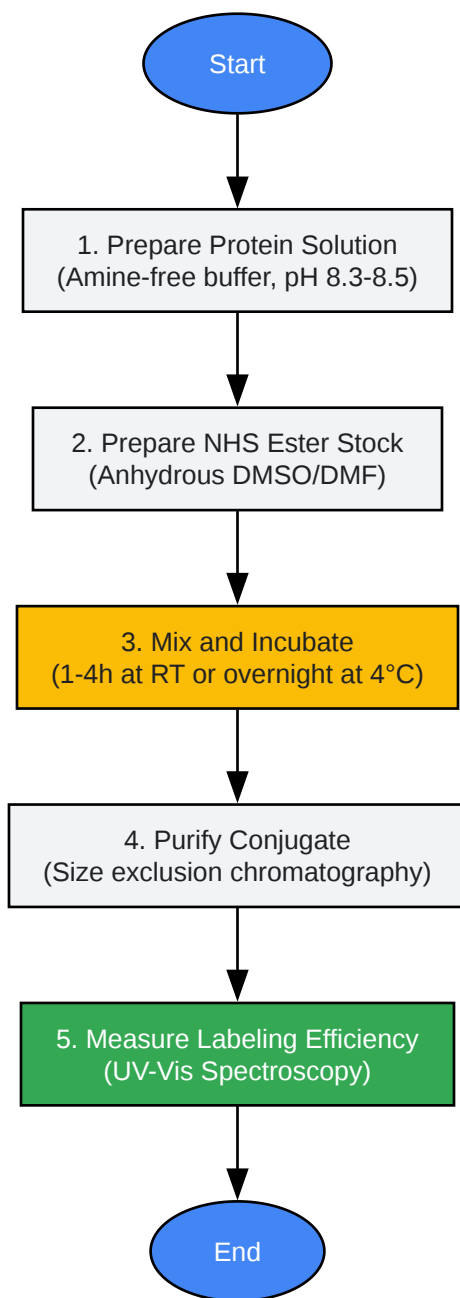 Start
1. Prepare Protein Solution
(Amine-free buffer, pH 8.3-8.5)
2. Prepare NHS Ester Stock
(Anhydrous DMSO/DMF)
3. Mix and Incubate
(1-4h at RT or overnight at 4°C)
4. Purify Conjugate
(Size exclusion chromatography)
5. Measure Labeling Efficiency
(UV-Vis Spectroscopy)
End